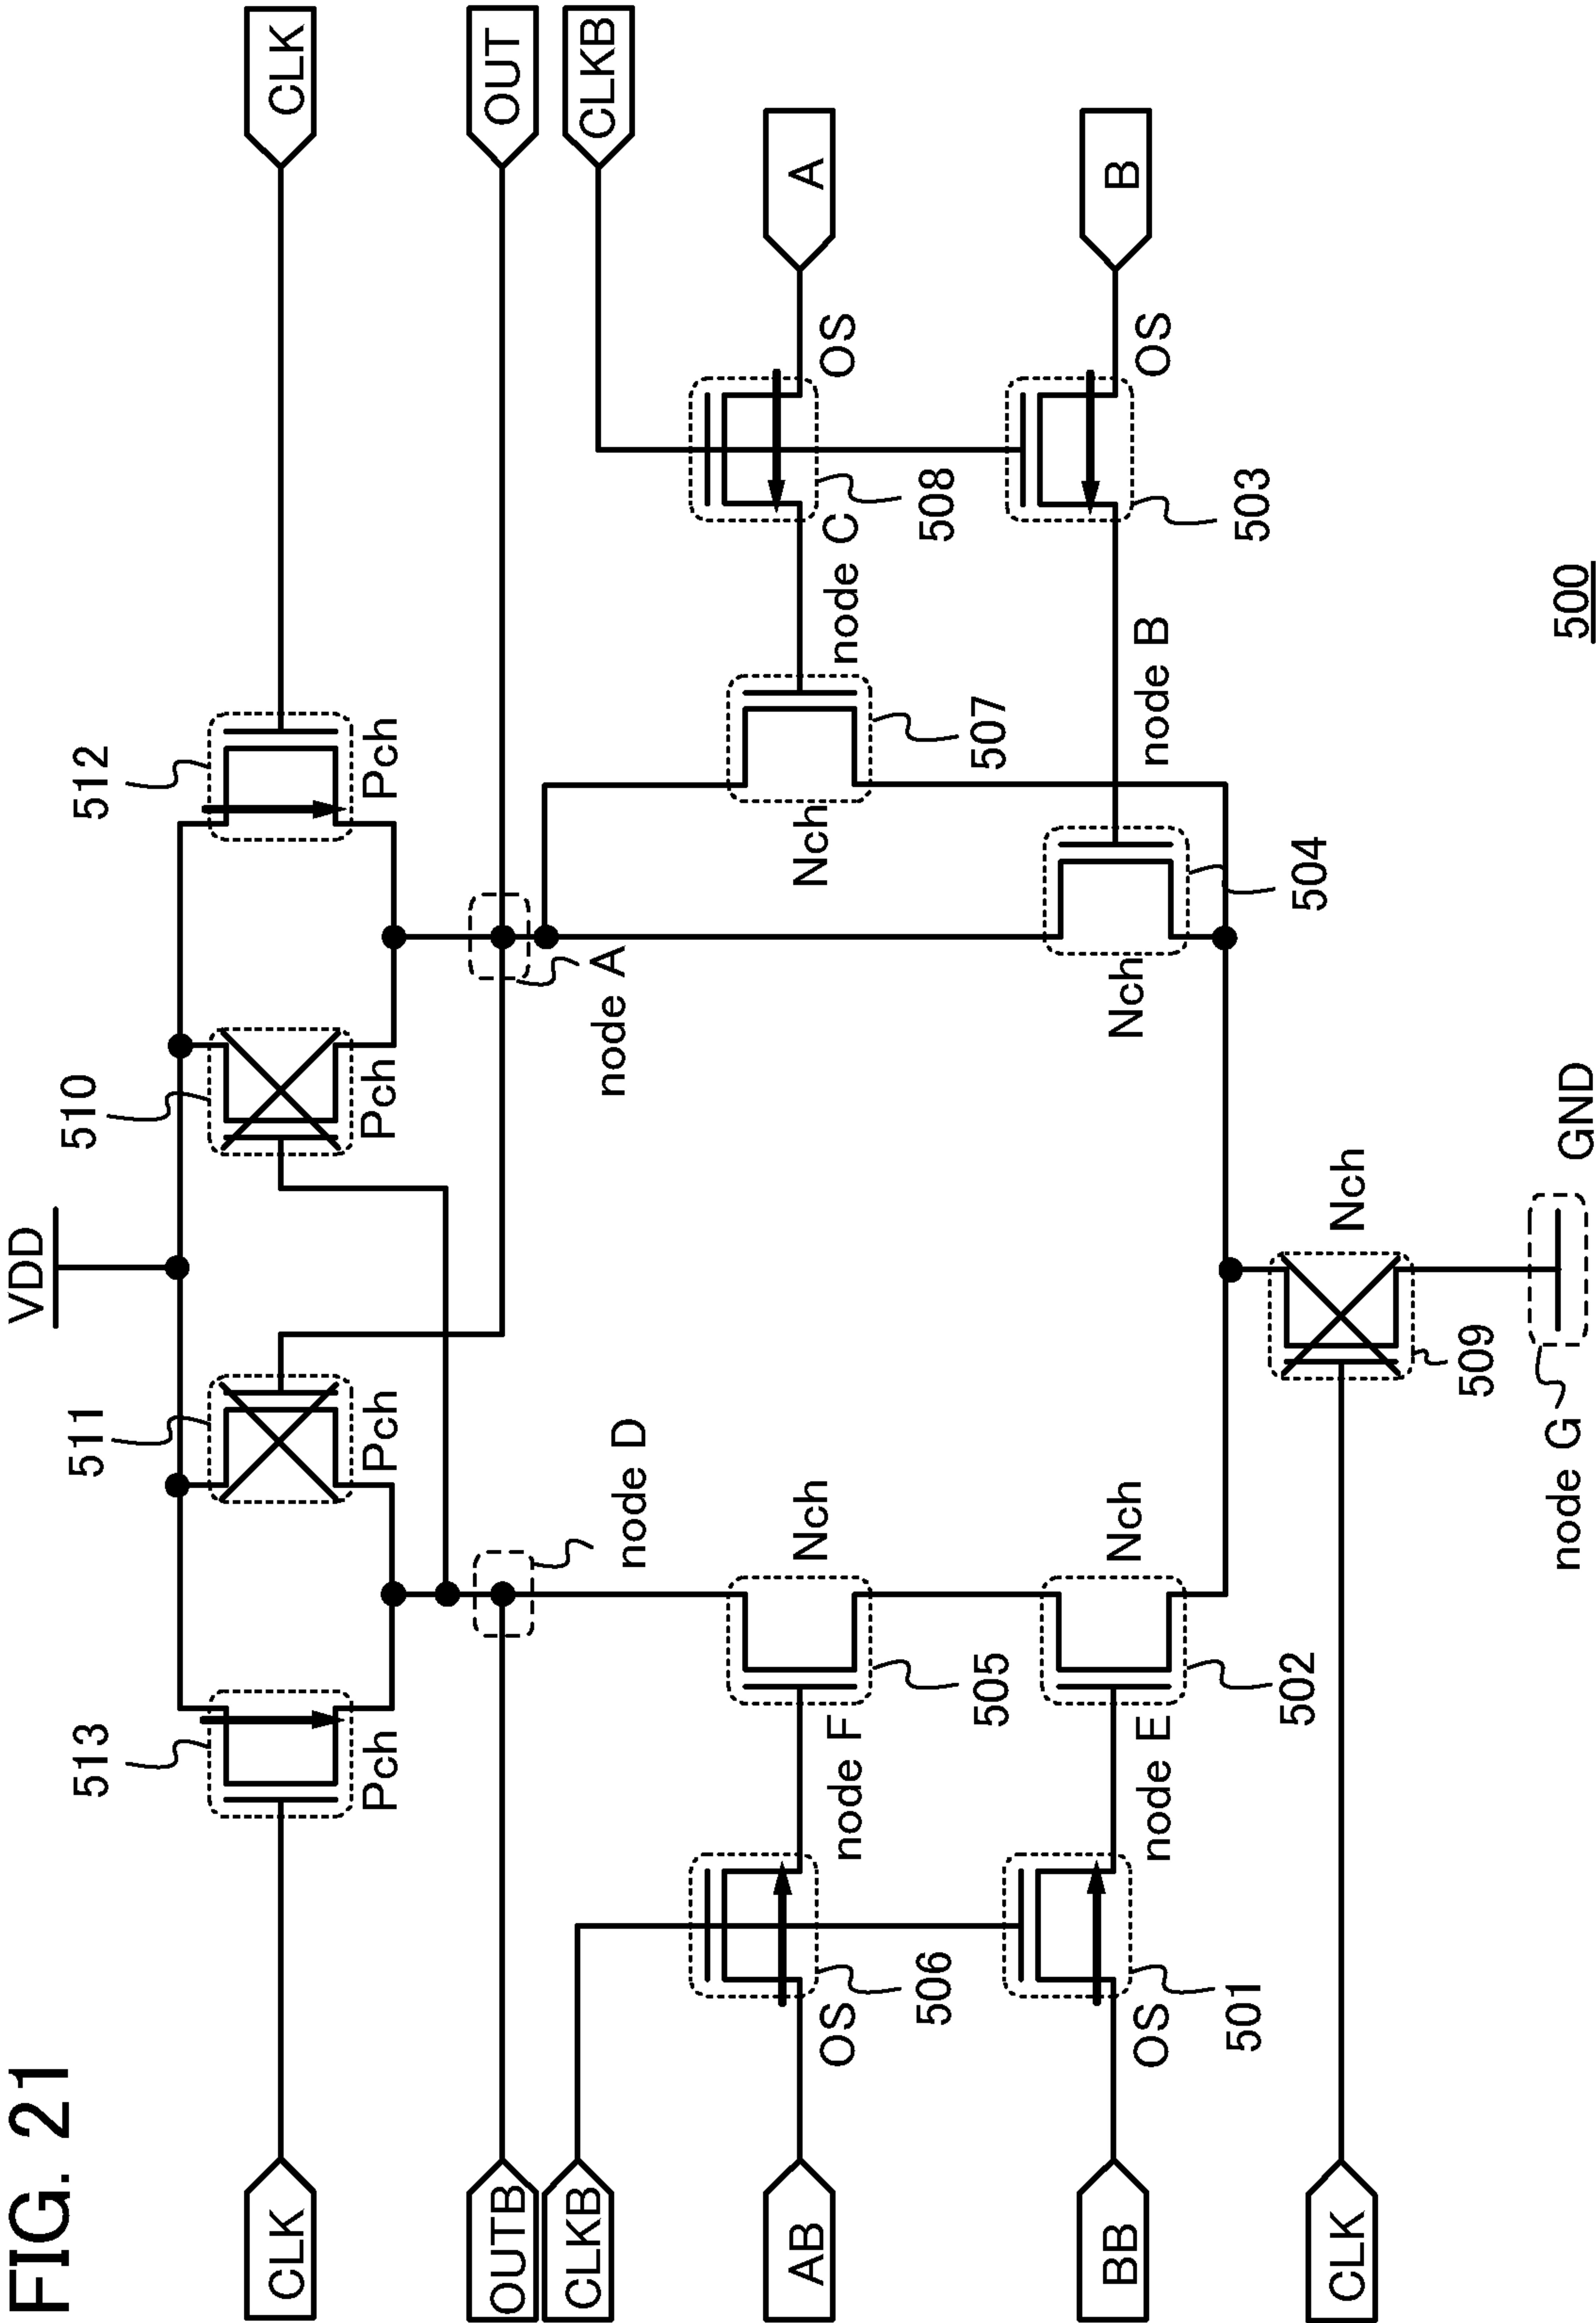 FIG. 21
VDD
513
511
510
512
CLK
CLK
Pch
Pch
Pch
Pch
OUTB
OUT
node D
node A
CLKB
CLKB
AB
A
OS
506
node F
505
Nch
Nch
507
node C
508
OS
BB
B
OS
501
node E
502
Nch
Nch
504
node B
503
OS
CLK
509
Nch
node G
GND
500